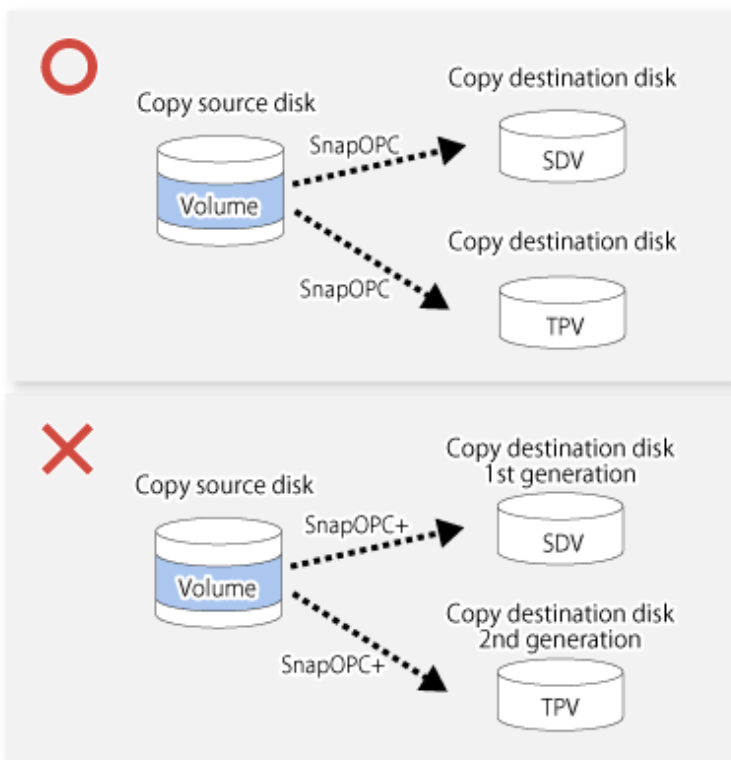 Copy source disk
Volume
SnapOPC
SnapOPC
Copy destination disk
SDV
Copy destination disk
TPV
Copy source disk
Volume
SnapOPC+
SnapOPC+
Copy destination disk
1st generation
SDV
Copy destination disk
2nd generation
TPV